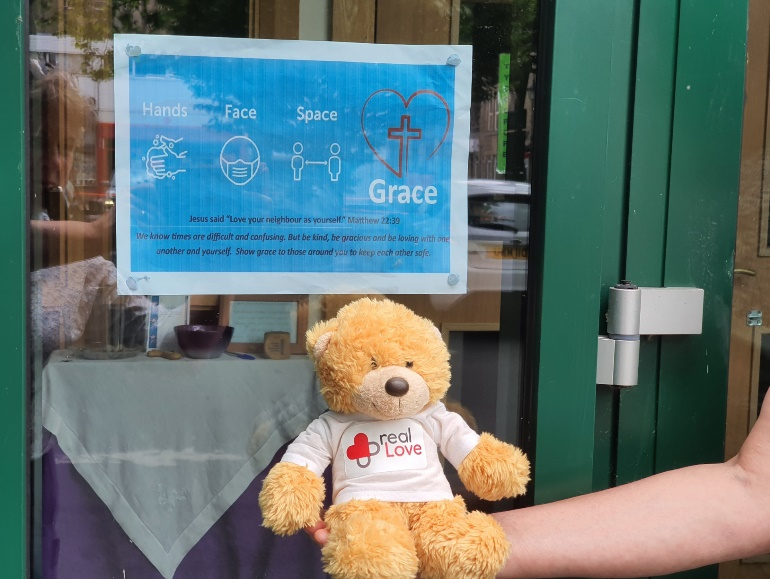 Hands Face Space
Grace
Jesus said "Love your neighbour as yourself." Matthew 22:39
We know times are difficult and confusing. But be kind, be gracious and be loving with one
another and yourself. Show grace to those around you to keep each other safe.
real
Love